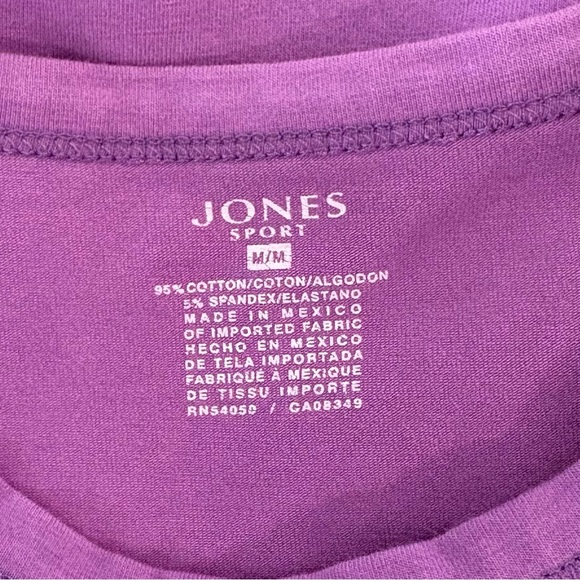 JONES
SPORT
M/M
95% COTTON/COTON/ALGODON
5% SPANDEX/ELASTANO
MADE IN MEXICO
OF IMPORTED FABRIC
HECHO EN MEXICO
DE TELA IMPORTADA
FABRIQUÉ À MEXIQUE
DE TISSU IMPORTE
RN54050 / CA08349